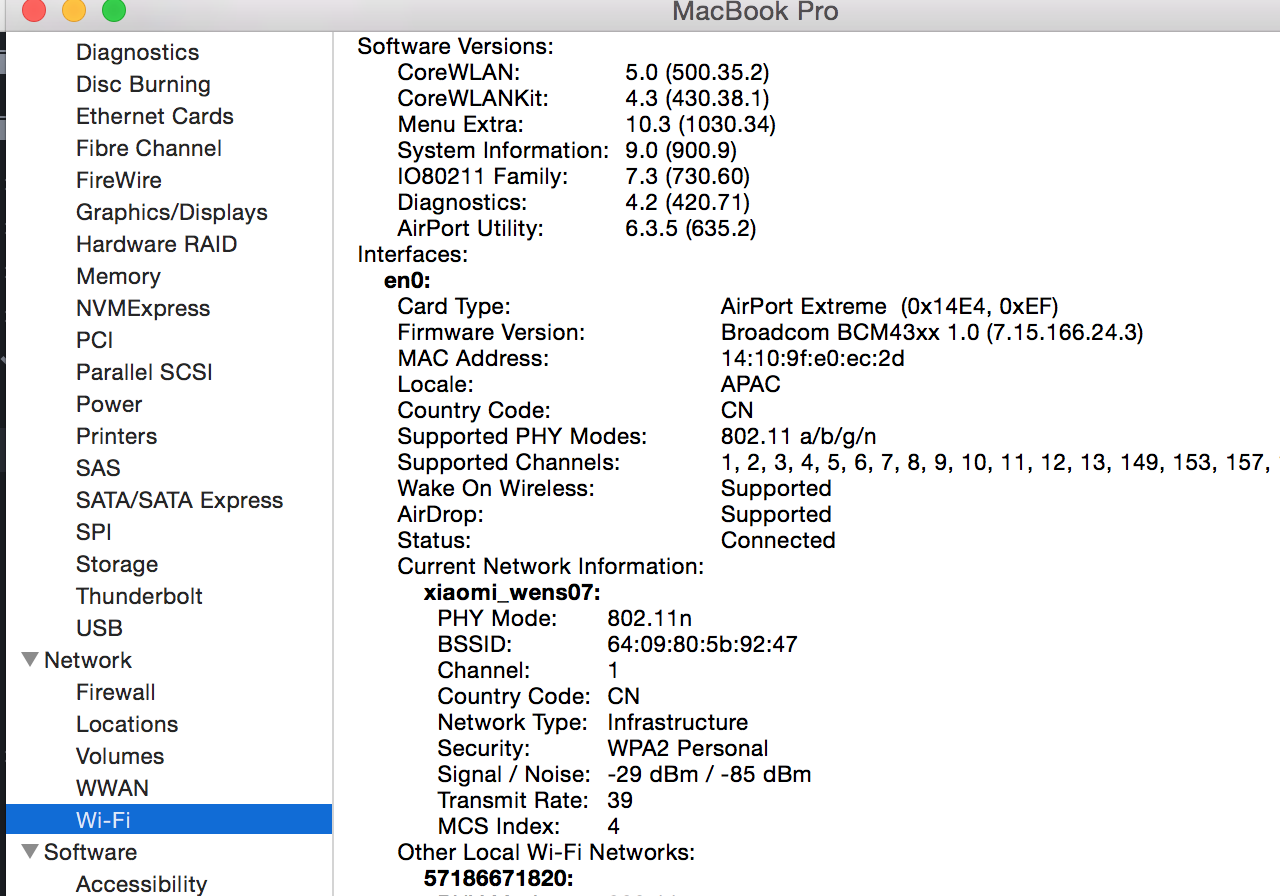 MacBook Pro
Diagnostics
Disc Burning
Ethernet Cards
Fibre Channel
FireWire
Graphics/Displays
Hardware RAID
Memory
NVMExpress
PCI
Parallel SCSI
Power
Printers
SAS
SATA/SATA Express
SPI
Storage
Thunderbolt
USB
Network
Firewall
Locations
Volumes
WWAN
Wi-Fi
Software
Accessibility
Software Versions:
CoreWLAN: 5.0 (500.35.2)
CoreWLANKit: 4.3 (430.38.1)
Menu Extra: 10.3 (1030.34)
System Information: 9.0 (900.9)
IO80211 Family: 7.3 (730.60)
Diagnostics: 4.2 (420.71)
AirPort Utility: 6.3.5 (635.2)
Interfaces:
en0:
Card Type: AirPort Extreme (0x14E4, 0xEF)
Firmware Version: Broadcom BCM43xx 1.0 (7.15.166.24.3)
MAC Address: 14:10:9f:e0:ec:2d
Locale: APAC
Country Code: CN
Supported PHY Modes: 802.11 a/b/g/n
Supported Channels: 1, 2, 3, 4, 5, 6, 7, 8, 9, 10, 11, 12, 13, 149, 153, 157,
Wake On Wireless: Supported
AirDrop: Supported
Status: Connected
Current Network Information:
xiaomi_wens07:
PHY Mode: 802.11n
BSSID: 64:09:80:5b:92:47
Channel: 1
Country Code: CN
Network Type: Infrastructure
Security: WPA2 Personal
Signal / Noise: -29 dBm / -85 dBm
Transmit Rate: 39
MCS Index: 4
Other Local Wi-Fi Networks:
57186671820: